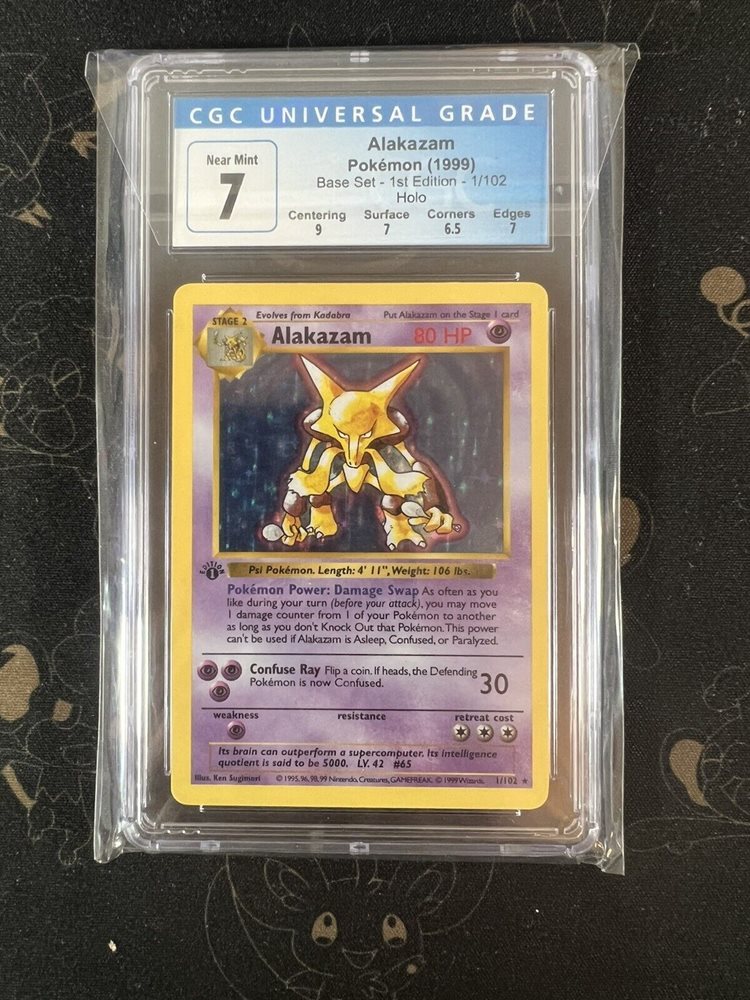 CGC UNIVERSAL GRADE
Near Mint
7
Alakazam
Pokémon (1999)
Base Set - 1st Edition - 1/102
Holo
Centering Surface Corners Edges
9 7 6.5 7
STAGE 2 Evolves from Kadabra Put Alakazam on the Stage 1 card
Alakazam 80 HP
EDITION 1
Psi Pokémon. Length: 4' 11", Weight: 106 lbs.
Pokémon Power: Damage Swap As often as you
like during your turn (before your attack), you may move
1 damage counter from 1 of your Pokémon to another
as long as you don't Knock Out that Pokémon. This power
can't be used if Alakazam is Asleep, Confused, or Paralyzed.
Confuse Ray Flip a coin. If heads, the Defending
Pokémon is now Confused.
30
weakness resistance retreat cost
Its brain can outperform a supercomputer. Its intelligence
quotient is said to be 5000. LV. 42 #65
Illus. Ken Sugimori © 1995, 96, 98, 99 Nintendo, Creatures, GAMEFREAK. © 1999 Wizards. 1/102 ★